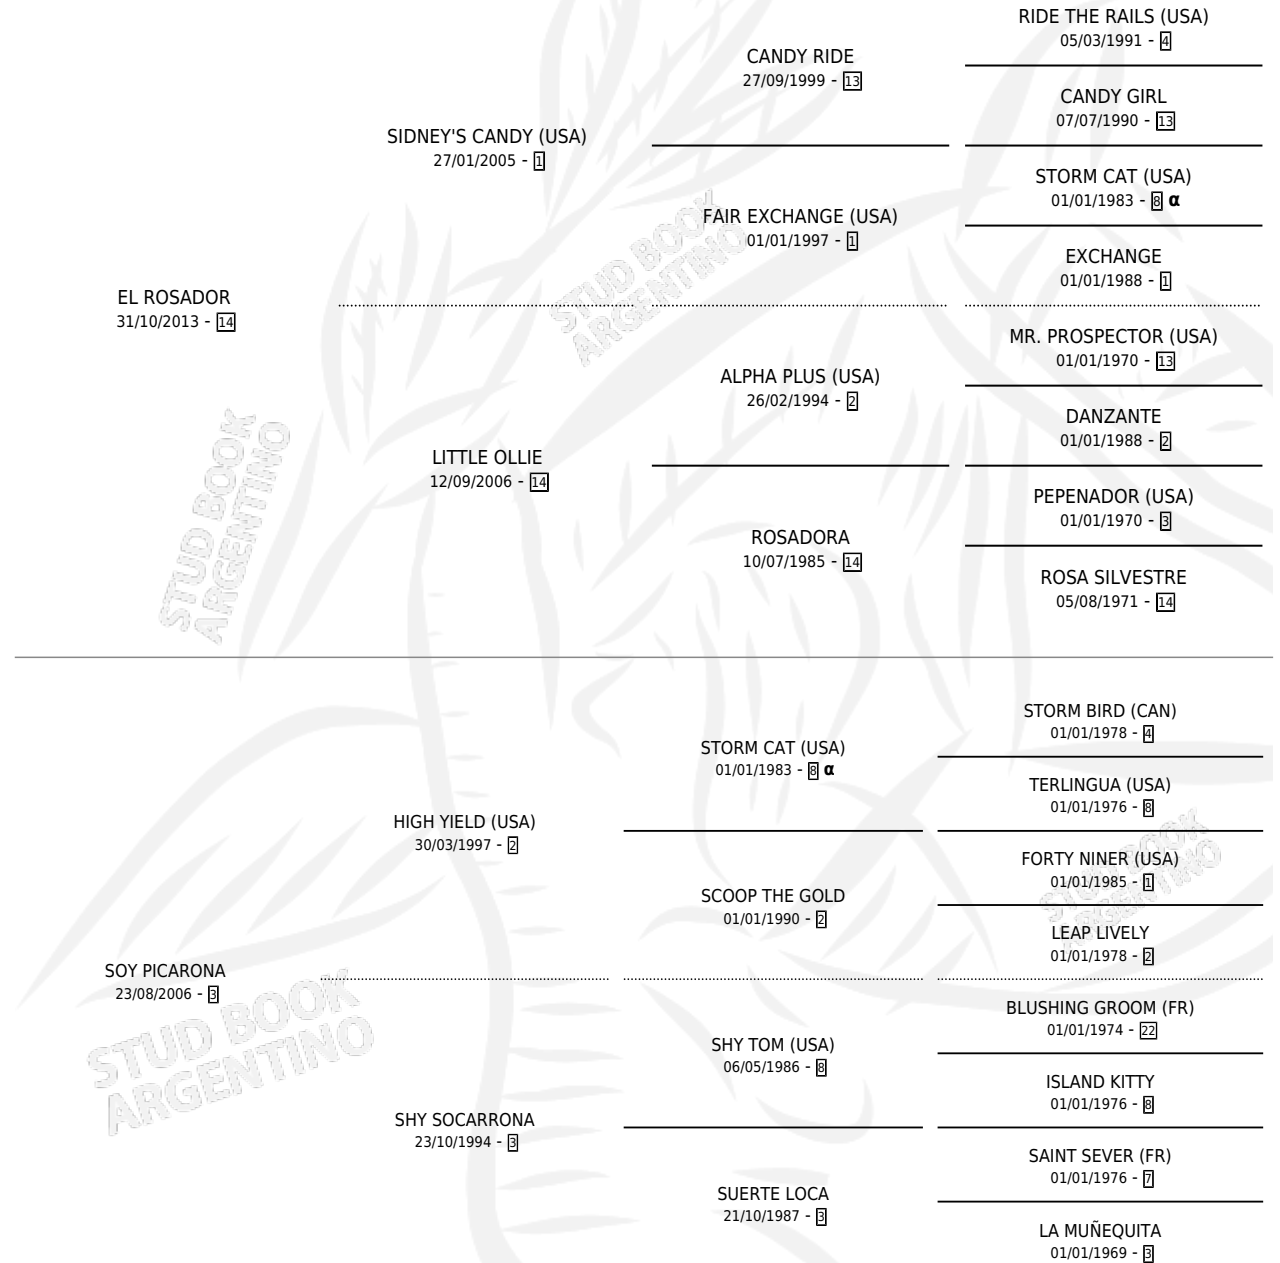 RIDE THE RAILS (USA)
05/03/1991 - 4
CANDY RIDE
27/09/1999 - 13
CANDY GIRL
07/07/1990 - 13
SIDNEY'S CANDY (USA)
27/01/2005 - 1
STORM CAT (USA)
01/01/1983 - 8 α
FAIR EXCHANGE (USA)
01/01/1997 - 1
EXCHANGE
01/01/1988 - 1
EL ROSADOR
31/10/2013 - 14
MR. PROSPECTOR (USA)
01/01/1970 - 13
ALPHA PLUS (USA)
26/02/1994 - 2
DANZANTE
01/01/1988 - 2
LITTLE OLLIE
12/09/2006 - 14
PEPENADOR (USA)
01/01/1970 - 3
ROSADORA
10/07/1985 - 14
ROSA SILVESTRE
05/08/1971 - 14
STORM BIRD (CAN)
01/01/1978 - 4
STORM CAT (USA)
01/01/1983 - 8 α
TERLINGUA (USA)
01/01/1976 - 8
HIGH YIELD (USA)
30/03/1997 - 2
FORTY NINER (USA)
01/01/1985 - 1
SCOOP THE GOLD
01/01/1990 - 2
LEAP LIVELY
01/01/1978 - 2
SOY PICARONA
23/08/2006 - 3
BLUSHING GROOM (FR)
01/01/1974 - 22
SHY TOM (USA)
06/05/1986 - 8
ISLAND KITTY
01/01/1976 - 8
SHY SOCARRONA
23/10/1994 - 3
SAINT SEVER (FR)
01/01/1976 - 7
SUERTE LOCA
21/10/1987 - 3
LA MUÑEQUITA
01/01/1969 - 3
STUD BOOK
ARGENTINO
STUD BOOK
ARGENTINO
STUD BOOK
ARGENTINO
STUD BOOK
ARGENTINO